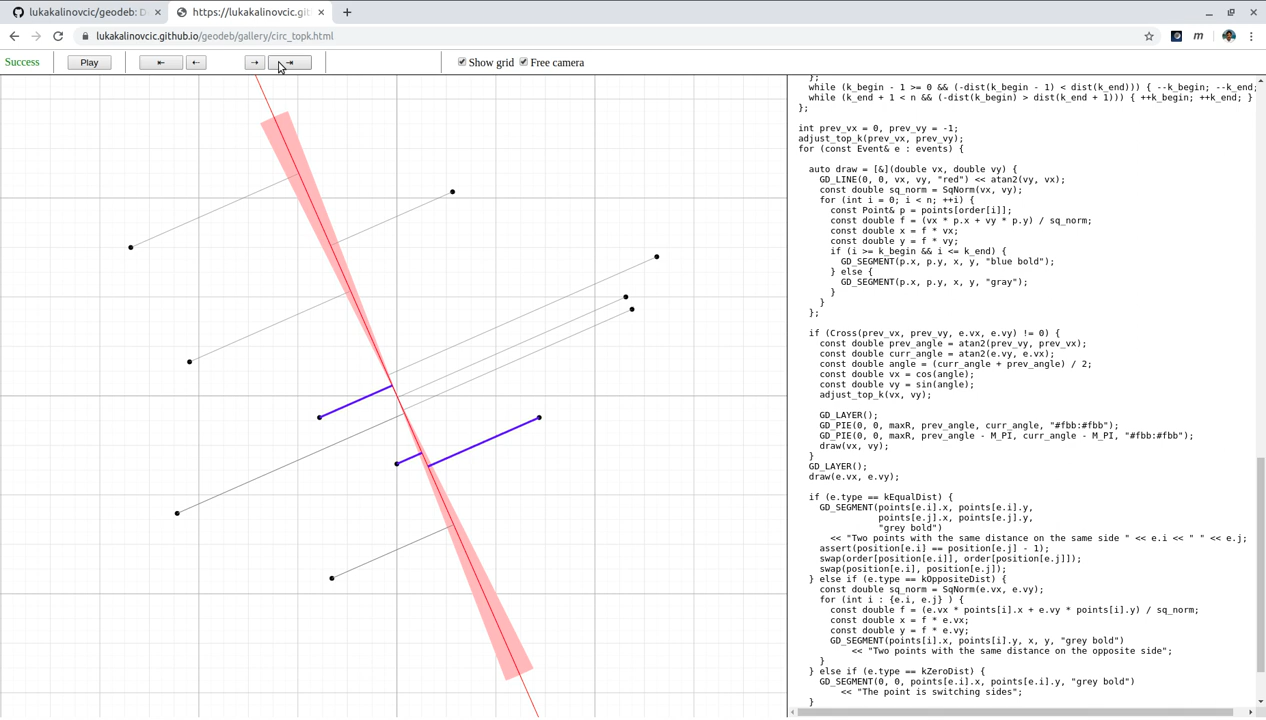 lukakalinovcic/geodeb: D
https://lukakalinovcic.git
lukakalinovcic.github.io/geodeb/gallery/circ_topk.html
Success
Play
Show grid
Free camera
};
while (k_begin - 1 >= 0 && (-dist(k_begin - 1) < dist(k_end))) { --k_begin; --k_end;
while (k_end + 1 < n && (-dist(k_begin) > dist(k_end + 1))) { ++k_begin; ++k_end; }
};
int prev_vx = 0, prev_vy = -1;
adjust_top_k(prev_vx, prev_vy);
for (const Event& e : events) {
auto draw = [&](double vx, double vy) {
GD_LINE(0, 0, vx, vy, "red") << atan2(vy, vx);
const double sq_norm = SqNorm(vx, vy);
for (int i = 0; i < n; ++i) {
const Point& p = points[order[i]];
const double f = (vx * p.x + vy * p.y) / sq_norm;
const double x = f * vx;
const double y = f * vy;
if (i >= k_begin && i <= k_end) {
GD_SEGMENT(p.x, p.y, x, y, "blue bold");
} else {
GD_SEGMENT(p.x, p.y, x, y, "gray");
}
}
};
if (Cross(prev_vx, prev_vy, e.vx, e.vy) != 0) {
const double prev_angle = atan2(prev_vy, prev_vx);
const double curr_angle = atan2(e.vy, e.vx);
const double angle = (curr_angle + prev_angle) / 2;
const double vx = cos(angle);
const double vy = sin(angle);
adjust_top_k(vx, vy);
GD_LAYER();
GD_PIE(0, 0, maxR, prev_angle, curr_angle, "#fbb:#fbb");
GD_PIE(0, 0, maxR, prev_angle - M_PI, curr_angle - M_PI, "#fbb:#fbb");
draw(vx, vy);
}
GD_LAYER();
draw(e.vx, e.vy);
if (e.type == kEqualDist) {
GD_SEGMENT(points[e.i].x, points[e.i].y,
points[e.j].x, points[e.j].y,
"grey bold")
<< "Two points with the same distance on the same side " << e.i << " " << e.j;
assert(position[e.i] == position[e.j] - 1);
swap(order[position[e.i]], order[position[e.j]]);
swap(position[e.i], position[e.j]);
} else if (e.type == kOppositeDist) {
const double sq_norm = SqNorm(e.vx, e.vy);
for (int i : {e.i, e.j} ) {
const double f = (e.vx * points[i].x + e.vy * points[i].y) / sq_norm;
const double x = f * e.vx;
const double y = f * e.vy;
GD_SEGMENT(points[i].x, points[i].y, x, y, "grey bold")
<< "Two points with the same distance on the opposite side";
}
} else if (e.type == kZeroDist) {
GD_SEGMENT(0, 0, points[e.i].x, points[e.i].y, "grey bold")
<< "The point is switching sides";
}